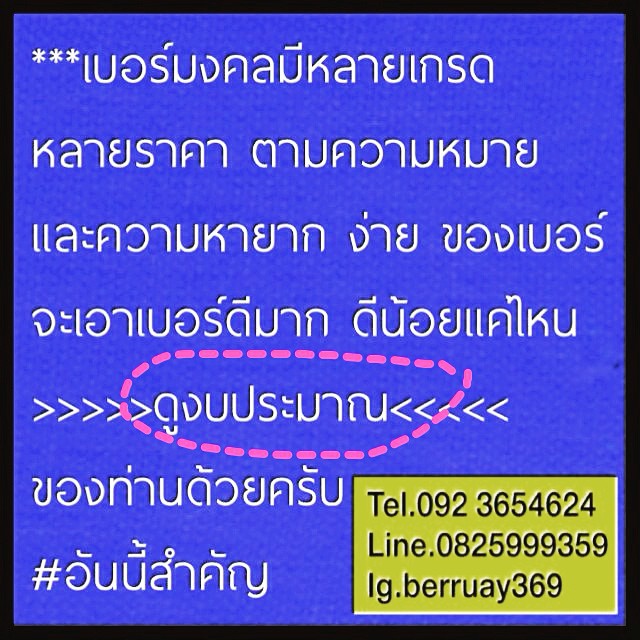 ***เบอร์มงคลมีหลายเกรด
หลายราคา ตามความหมาย
และความหายาก ง่าย ของเบอร์
จะเอาเบอร์ดีมาก ดีน้อยแค่ไหน
>>>>>ดูงบประมาณ<<<<<
ของท่านด้วยครับ
#อันนี้สำคัญ
Tel.092 3654624
Line.0825999359
Ig.berruay369